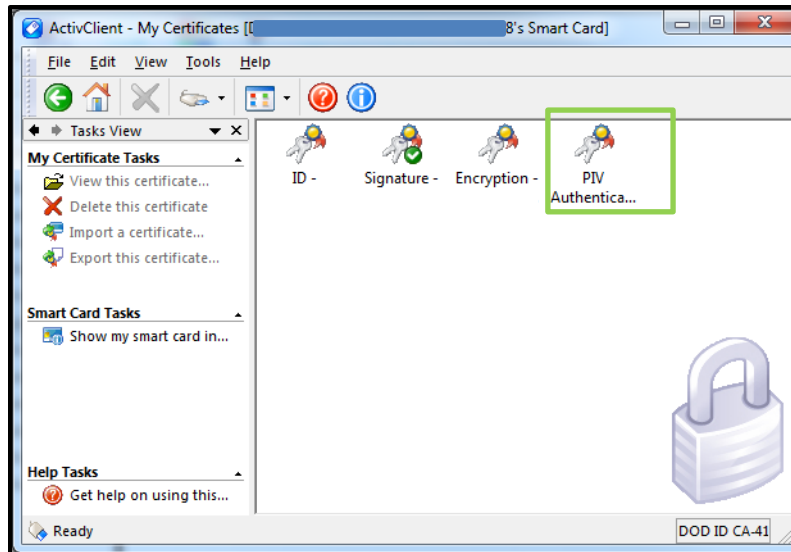 ActivClient - My Certificates [D 8's Smart Card]
File Edit View Tools Help
Tasks View
My Certificate Tasks
View this certificate...
Delete this certificate
Import a certificate...
Export this certificate...
Smart Card Tasks
Show my smart card in...
Help Tasks
Get help on using this...
ID -
Signature -
Encryption -
PIV
Authentica...
Ready
DOD ID CA-41